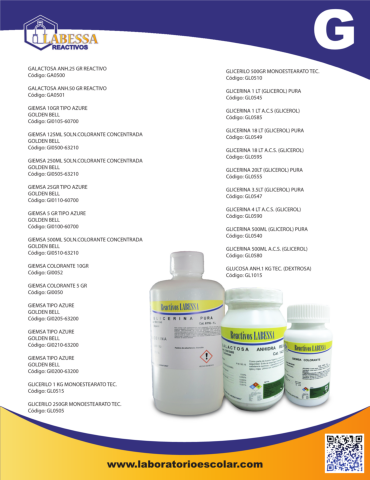 LABESSA
REACTIVOS
G
GALACTOSA ANH.25 GR REACTIVO
Código: GA0500
GALACTOSA ANH.50 GR REACTIVO
Código: GA0501
GIEMSA 10GR TIPO AZURE
GOLDEN BELL
Código: GI0105-60700
GIEMSA 125ML SOLN.COLORANTE CONCENTRADA
GOLDEN BELL
Código: GI0500-63210
GIEMSA 250ML SOLN.COLORANTE CONCENTRADA
GOLDEN BELL
Código: GI0505-63210
GIEMSA 25GR TIPO AZURE
GOLDEN BELL
Código: GI0110-60700
GIEMSA 5 GR TIPO AZURE
GOLDEN BELL
Código: GI0100-60700
GIEMSA 500ML SOLN.COLORANTE CONCENTRADA
GOLDEN BELL
Código: GI0510-63210
GIEMSA COLORANTE 10GR
Código: GI0052
GIEMSA COLORANTE 5 GR
Código: GI0050
GIEMSA TIPO AZURE
GOLDEN BELL
Código: GI0205-63200
GIEMSA TIPO AZURE
GOLDEN BELL
Código: GI0210-63200
GIEMSA TIPO AZURE
GOLDEN BELL
Código: GI0200-63200
GLICERILO 1 KG MONOESTEARATO TEC.
Código: GL0515
GLICERILO 250GR MONOESTEARATO TEC.
Código: GL0505
GLICERILO 500GR MONOESTEARATO TEC.
Código: GL0510
GLICERINA 1 LT (GLICEROL) PURA
Código: GL0545
GLICERINA 1 LT A.C.S (GLICEROL)
Código: GL0585
GLICERINA 18 LT (GLICEROL) PURA
Código: GL0549
GLICERINA 18 LT A.C.S. (GLICEROL)
Código: GL0595
GLICERINA 20LT (GLICEROL) PURA
Código: GL0555
GLICERINA 3.5LT (GLICEROL) PURA
Código: GL0547
GLICERINA 4 LT A.C.S. (GLICEROL)
Código: GL0590
GLICERINA 500ML (GLICEROL) PURA
Código: GL0540
GLICERINA 500ML A.C.S. (GLICEROL)
Código: GL0580
GLUCOSA ANH.1 KG TEC. (DEXTROSA)
Código: GL1015
Reactivos LABESSA
GLICERINA PURA
Reactivos LABESSA
GALACTOSA ANHIDRA
Reactivos LABESSA
www.laboratorioescolar.com